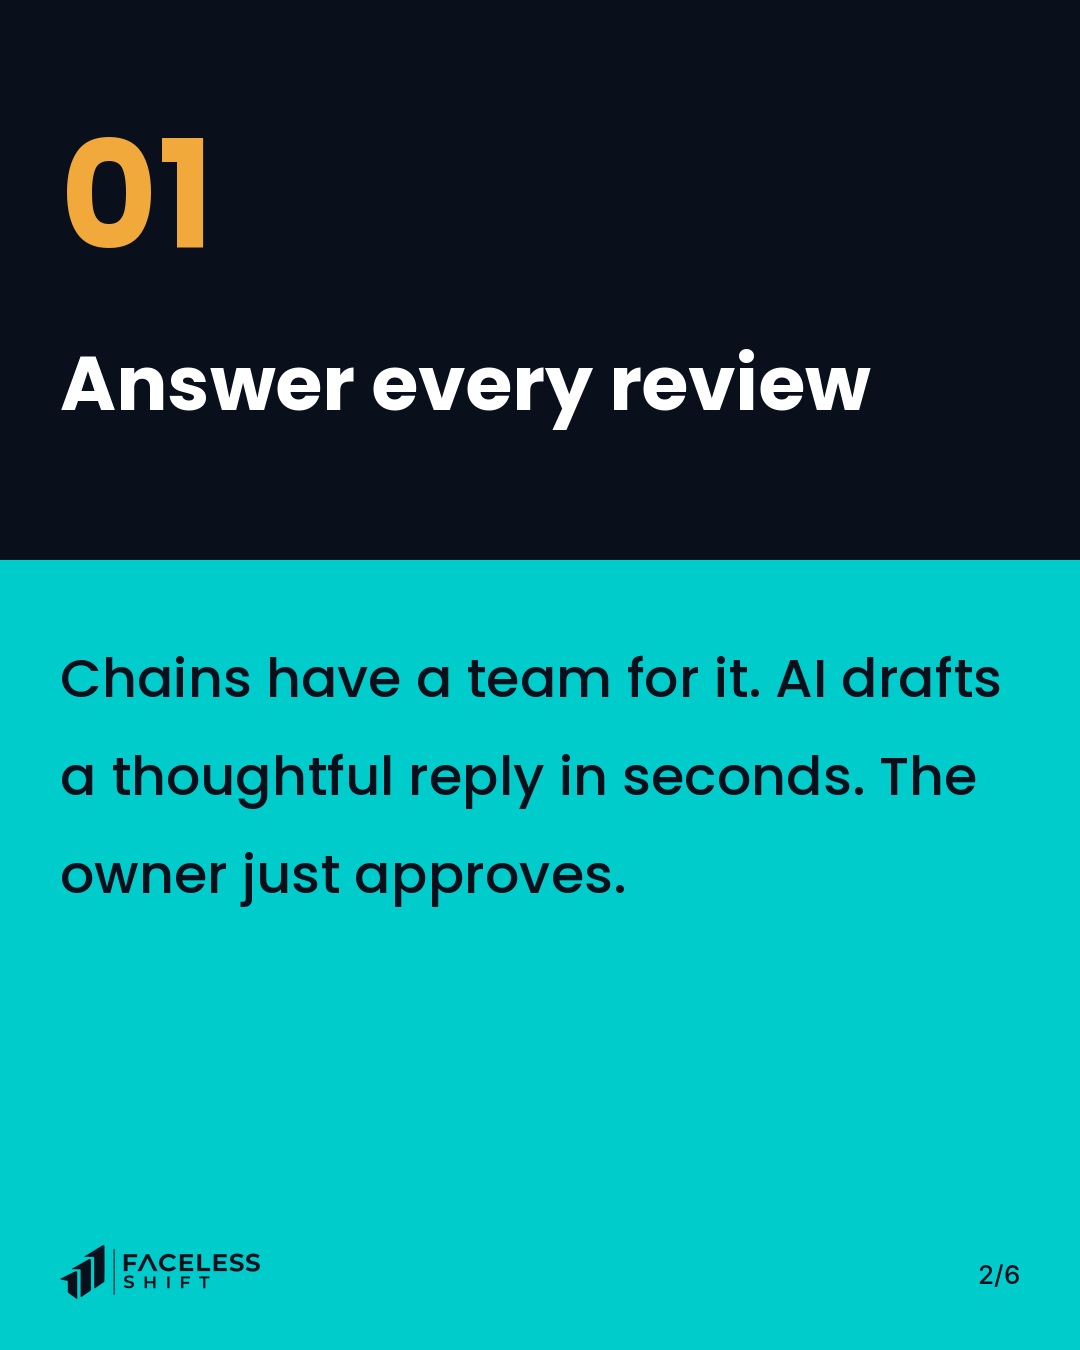 01
Answer every review
Chains have a team for it. AI drafts
a thoughtful reply in seconds. The
owner just approves.
FACELESS
SHIFT
2/6